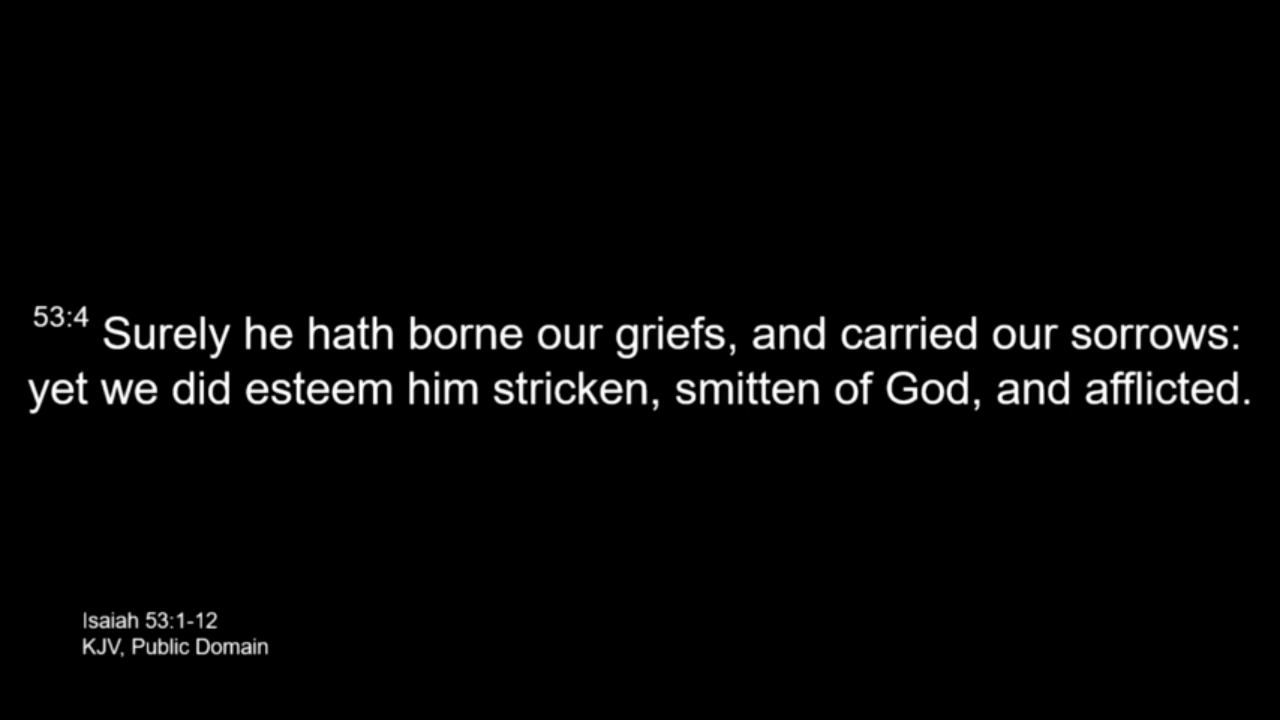 53:4 Surely he hath borne our griefs, and carried our sorrows:
yet we did esteem him stricken, smitten of God, and afflicted.
Isaiah 53:1-12
KJV, Public Domain